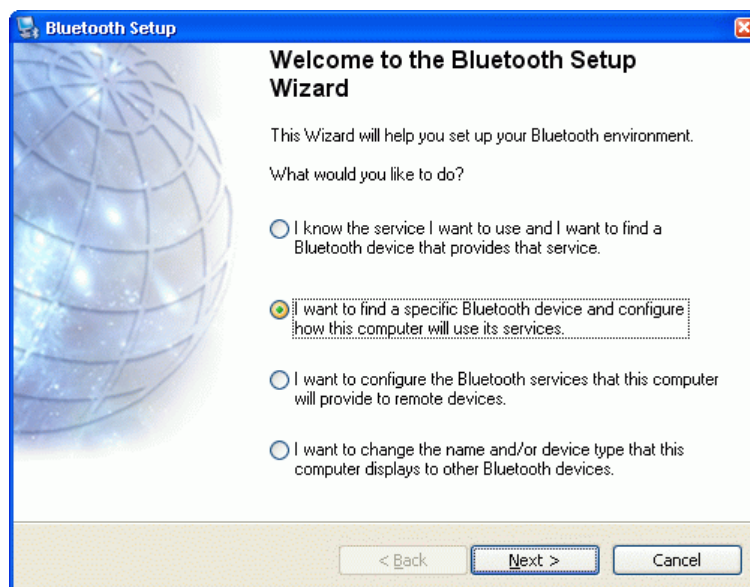 Bluetooth Setup
Welcome to the Bluetooth Setup
Wizard
This Wizard will help you set up your Bluetooth environment.
What would you like to do?
I know the service I want to use and I want to find a
Bluetooth device that provides that service.
I want to find a specific Bluetooth device and configure
how this computer will use its services.
I want to configure the Bluetooth services that this computer
will provide to remote devices.
I want to change the name and/or device type that this
computer displays to other Bluetooth devices.
< Back Next > Cancel